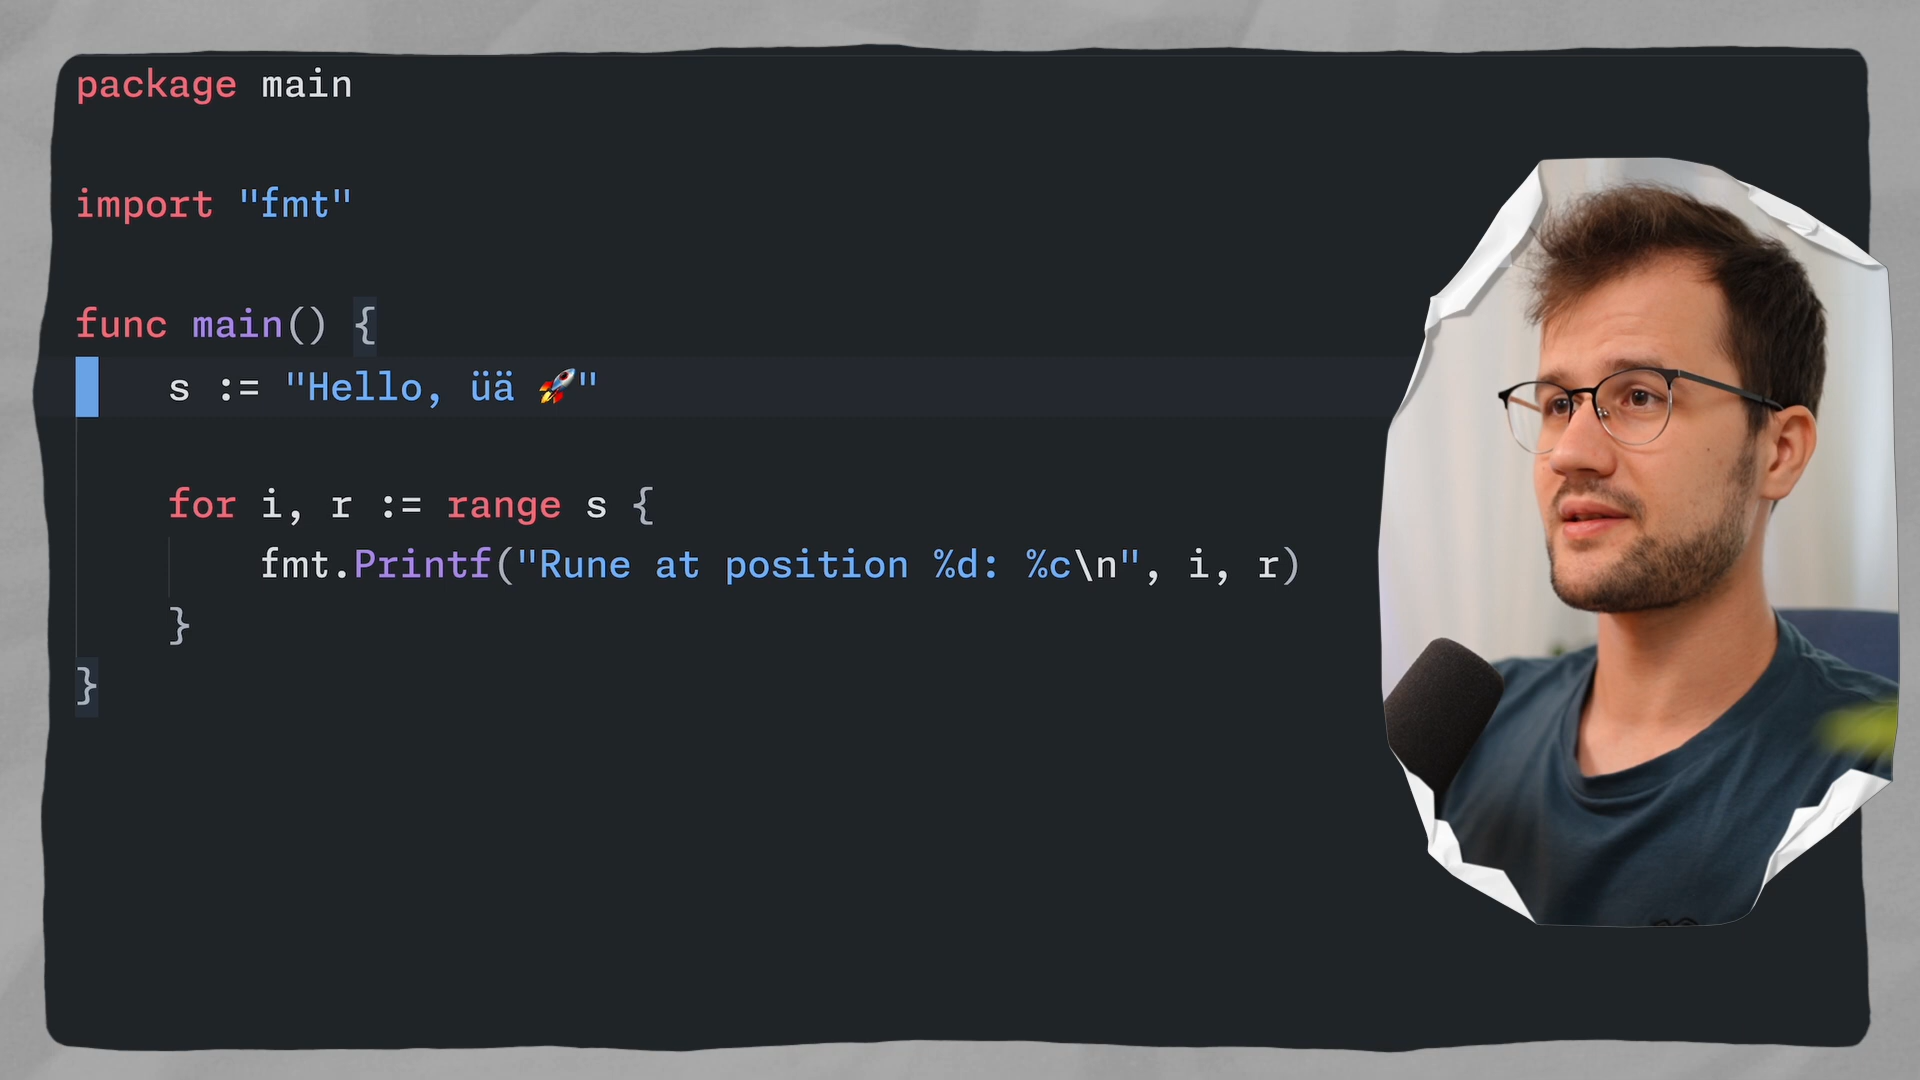 package main
import "fmt"
func main() {
    s := "Hello, üä 🚀"
    for i, r := range s {
        fmt.Printf("Rune at position %d: %c\n", i, r)
    }
}